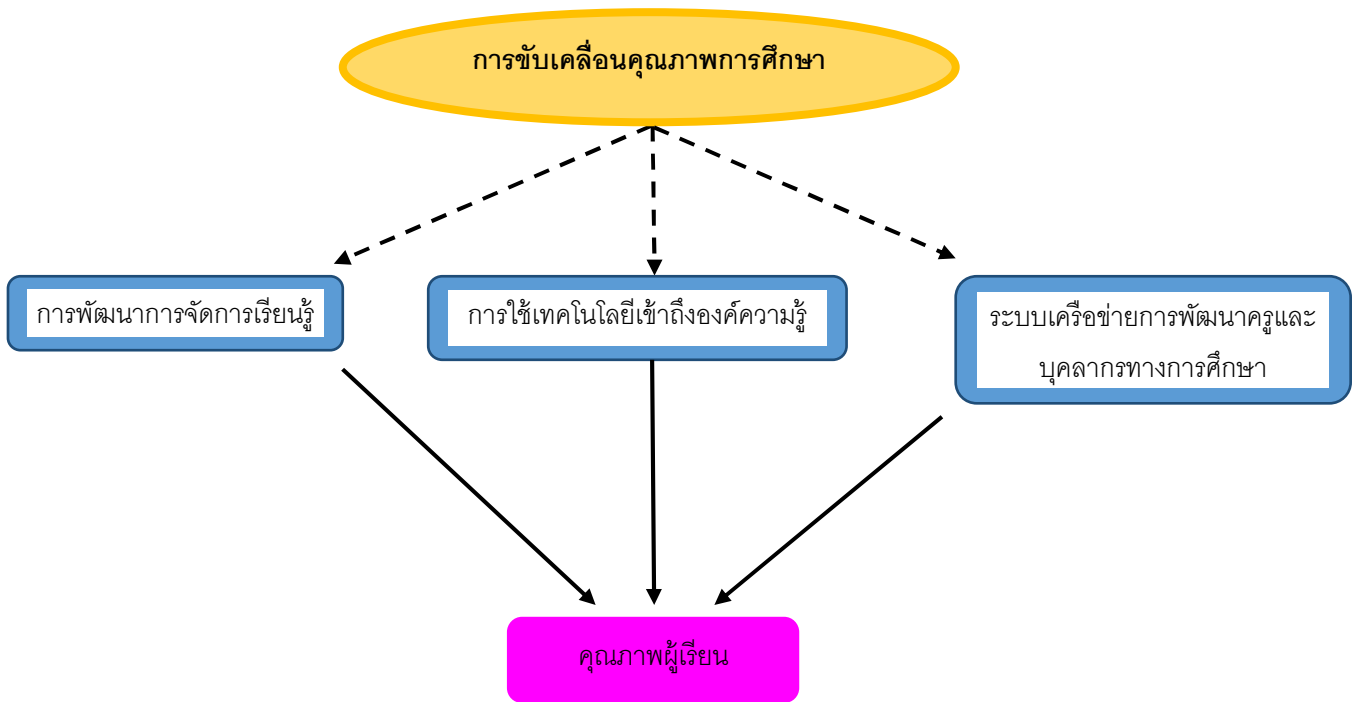 การขับเคลื่อนคุณภาพการศึกษา
การพัฒนาการจัดการเรียนรู้
การใช้เทคโนโลยีเข้าถึงองค์ความรู้
ระบบเครือข่ายการพัฒนาครูและ
บุคลากรทางการศึกษา
คุณภาพผู้เรียน